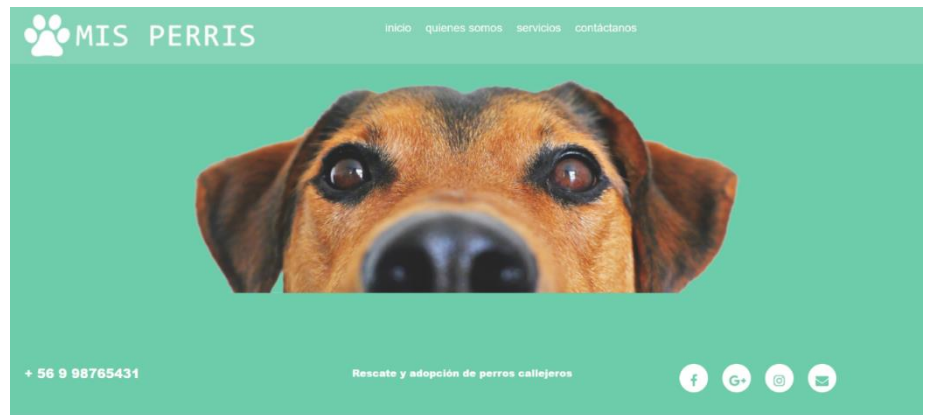 MIS PERRIS
inicio quienes somos servicios contáctanos
+ 56 9 98765431
Rescate y adopción de perros callejeros
f G+